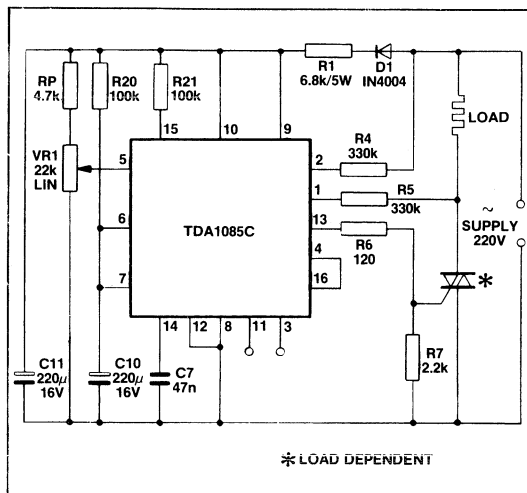 RP
4.7k
R20
100k
R21
100k
R1
6.8k/5W
D1
IN4004
15
10
9
VR1
22k
LIN
5
2
R4
330k
LOAD
1
R5
330k
6
TDA1085C
13
R6
120
~
SUPPLY
220V
4
7
16
*
14
12
8
11
3
R7
2.2k
C11
220µ
16V
C10
220µ
16V
C7
47n
* LOAD DEPENDENT